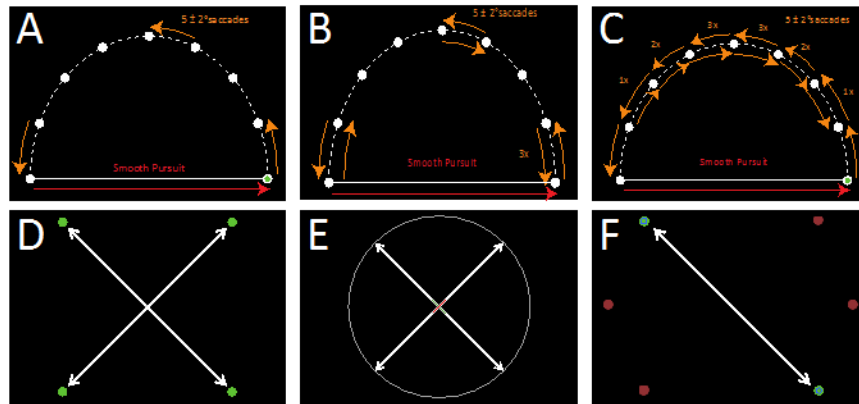 A
5 ± 2° saccades
Smooth Pursuit
B
5 ± 2° saccades
3x
Smooth Pursuit
C
5 ± 2° saccades
3x
3x
2x
2x
1x
1x
Smooth Pursuit
D
E
F